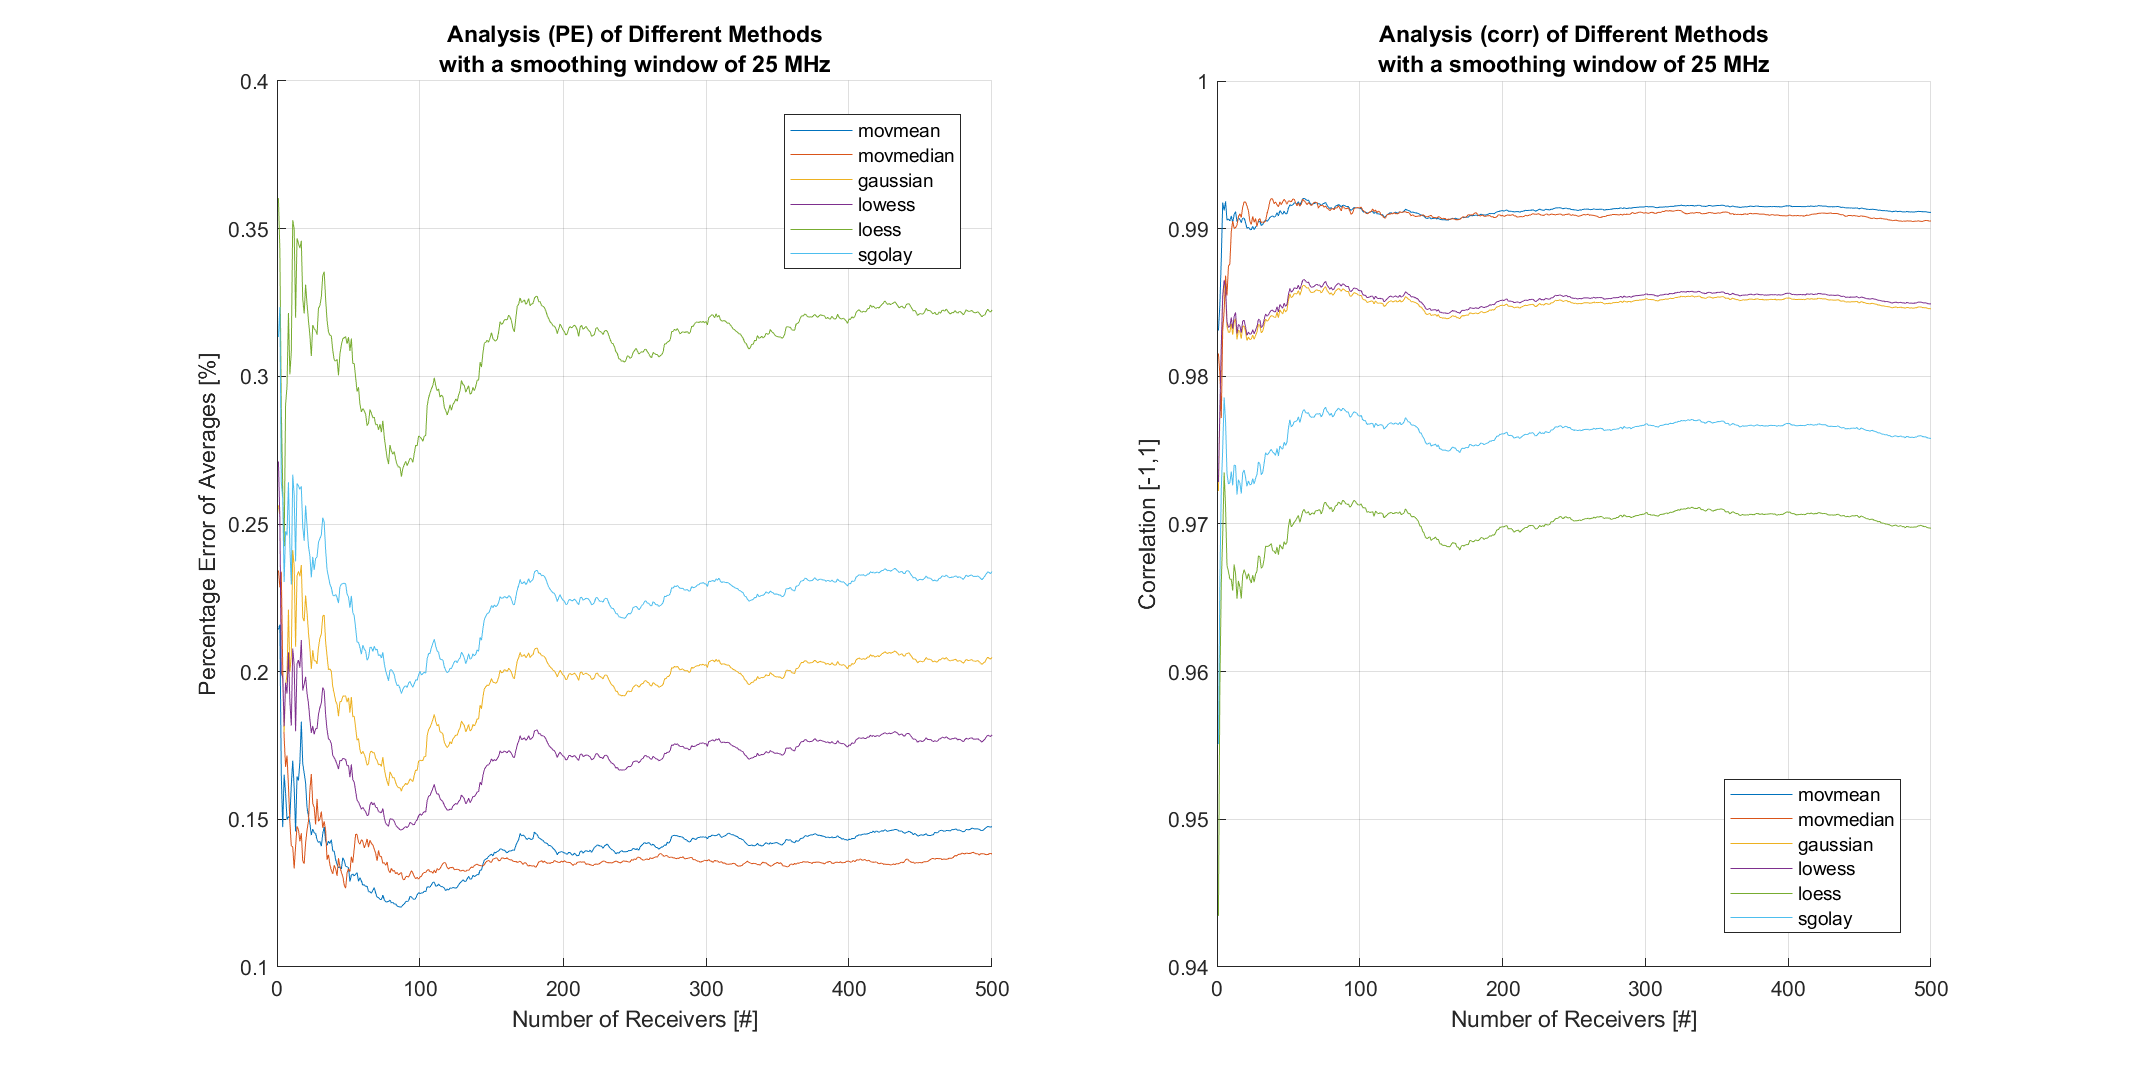 Analysis (PE) of Different Methods
with a smoothing window of 25 MHz
0.4
0.35
0.3
0.25
0.2
0.15
0.1
Percentage Error of Averages [%]
movmean
movmedian
gaussian
lowess
loess
sgolay
0 100 200 300 400 500
Number of Receivers [#]
Analysis (corr) of Different Methods
with a smoothing window of 25 MHz
1
0.99
0.98
0.97
0.96
0.95
0.94
Correlation [-1,1]
movmean
movmedian
gaussian
lowess
loess
sgolay
0 100 200 300 400 500
Number of Receivers [#]